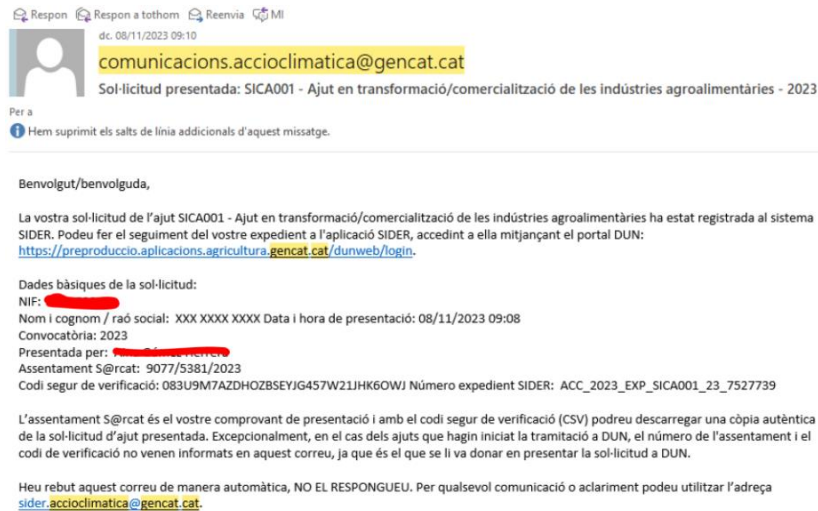 Respon Respon a tothom Reenvia MI
dc. 08/11/2023 09:10
comunicacions.accioclimatica@gencat.cat
Sol·licitud presentada: SICA001 - Ajut en transformació/comercialització de les indústries agroalimentàries - 2023
Per a
Hem suprimit els salts de línia addicionals d'aquest missatge.
Benvolgut/benvolguda,
La vostra sol·licitud de l'ajut SICA001 - Ajut en transformació/comercialització de les indústries agroalimentàries ha estat registrada al sistema
SIDER. Podeu fer el seguiment del vostre expedient a l'aplicació SIDER, accedint a ella mitjançant el portal DUN:
https://preproduccio.aplicacions.agricultura.gencat.cat/dunweb/login.
Dades bàsiques de la sol·licitud:
NIF:
Nom i cognom / raó social: XXX XXXX XXXX Data i hora de presentació: 08/11/2023 09:08
Convocatòria: 2023
Presentada per:
Assentament S@rcat: 9077/5381/2023
Codi segur de verificació: 083U9M7AZDHOZBSEYJG457W21JHK6OWJ Número expedient SIDER: ACC_2023_EXP_SICA001_23_7527739
L'assentament S@rcat és el vostre comprovant de presentació i amb el codi segur de verificació (CSV) podreu descarregar una còpia autèntica
de la sol·licitud d'ajut presentada. Excepcionalment, en el cas dels ajuts que hagin iniciat la tramitació a DUN, el número de l'assentament i el
codi de verificació no venen informats en aquest correu, ja que és el que se li va donar en presentar la sol·licitud a DUN.
Heu rebut aquest correu de manera automàtica, NO EL RESPONGUEU. Per qualsevol comunicació o aclariment podeu utilitzar l'adreça
sider.accioclimatica@gencat.cat.